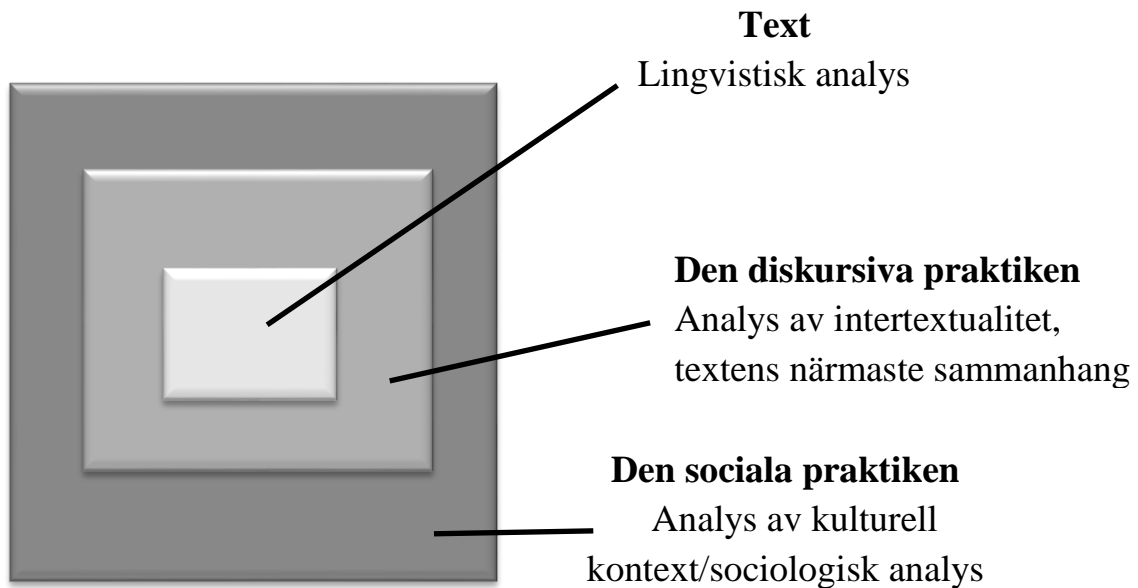 Text
Lingvistisk analys
Den diskursiva praktiken
Analys av intertextualitet,
textens närmaste sammanhang
Den sociala praktiken
Analys av kulturell
kontext/sociologisk analys